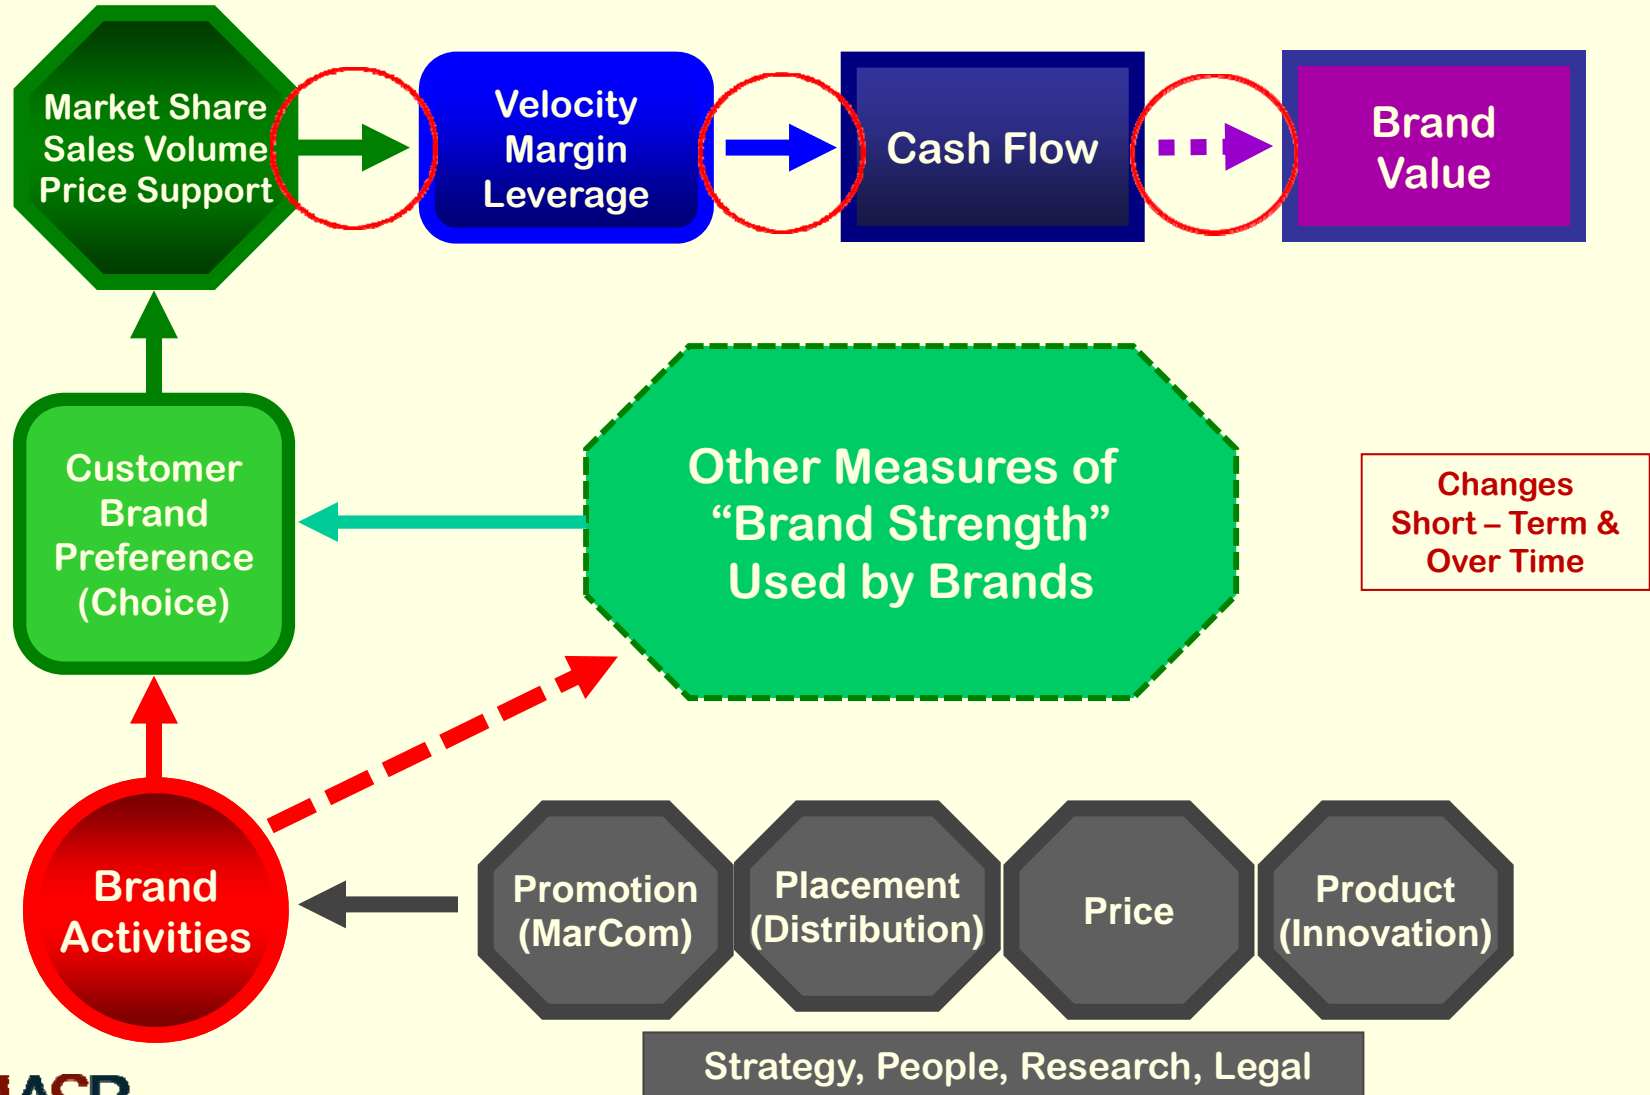 Market Share
Sales Volume
Price Support
Velocity
Margin
Leverage
Cash Flow
Brand
Value
Customer
Brand
Preference
(Choice)
Other Measures of
“Brand Strength”
Used by Brands
Changes
Short – Term &
Over Time
Brand
Activities
Promotion
(MarCom)
Placement
(Distribution)
Price
Product
(Innovation)
Strategy, People, Research, Legal